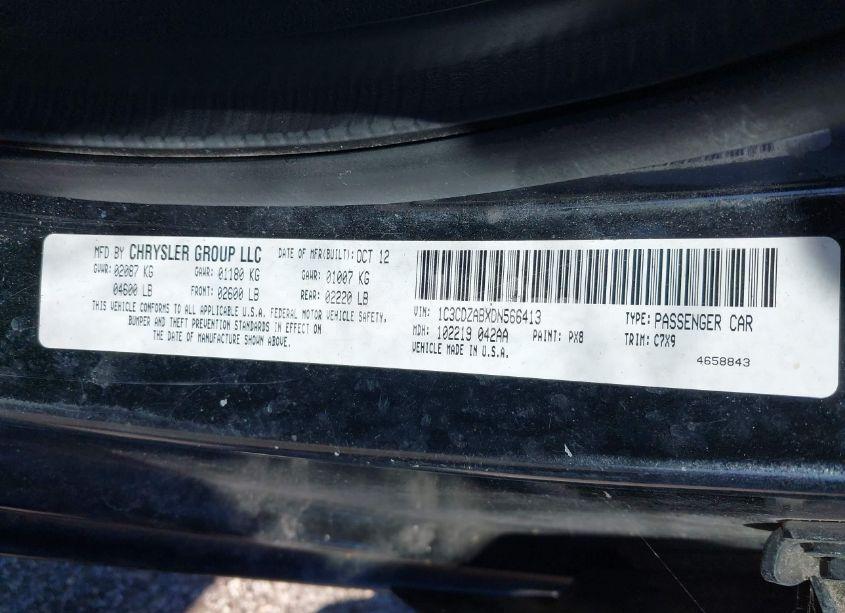 MFD BY CHRYSLER GROUP LLC DATE OF MFR(BUILT):OCT 12
GVWR: 02087 KG GAWR: 01180 KG GAWR: 01007 KG
04600 LB FRONT: 02600 LB REAR: 02220 LB
THIS VEHICLE CONFORMS TO ALL APPLICABLE U.S.A. FEDERAL MOTOR VEHICLE SAFETY,
BUMPER AND THEFT PREVENTION STANDARDS IN EFFECT ON
THE DATE OF MANUFACTURE SHOWN ABOVE.
VIN: 1C3CDZABXDN566413 TYPE: PASSENGER CAR
MDH: 102219 042AA PAINT: PX8 TRIM: C7X9
VEHICLE MADE IN U.S.A.
4658843